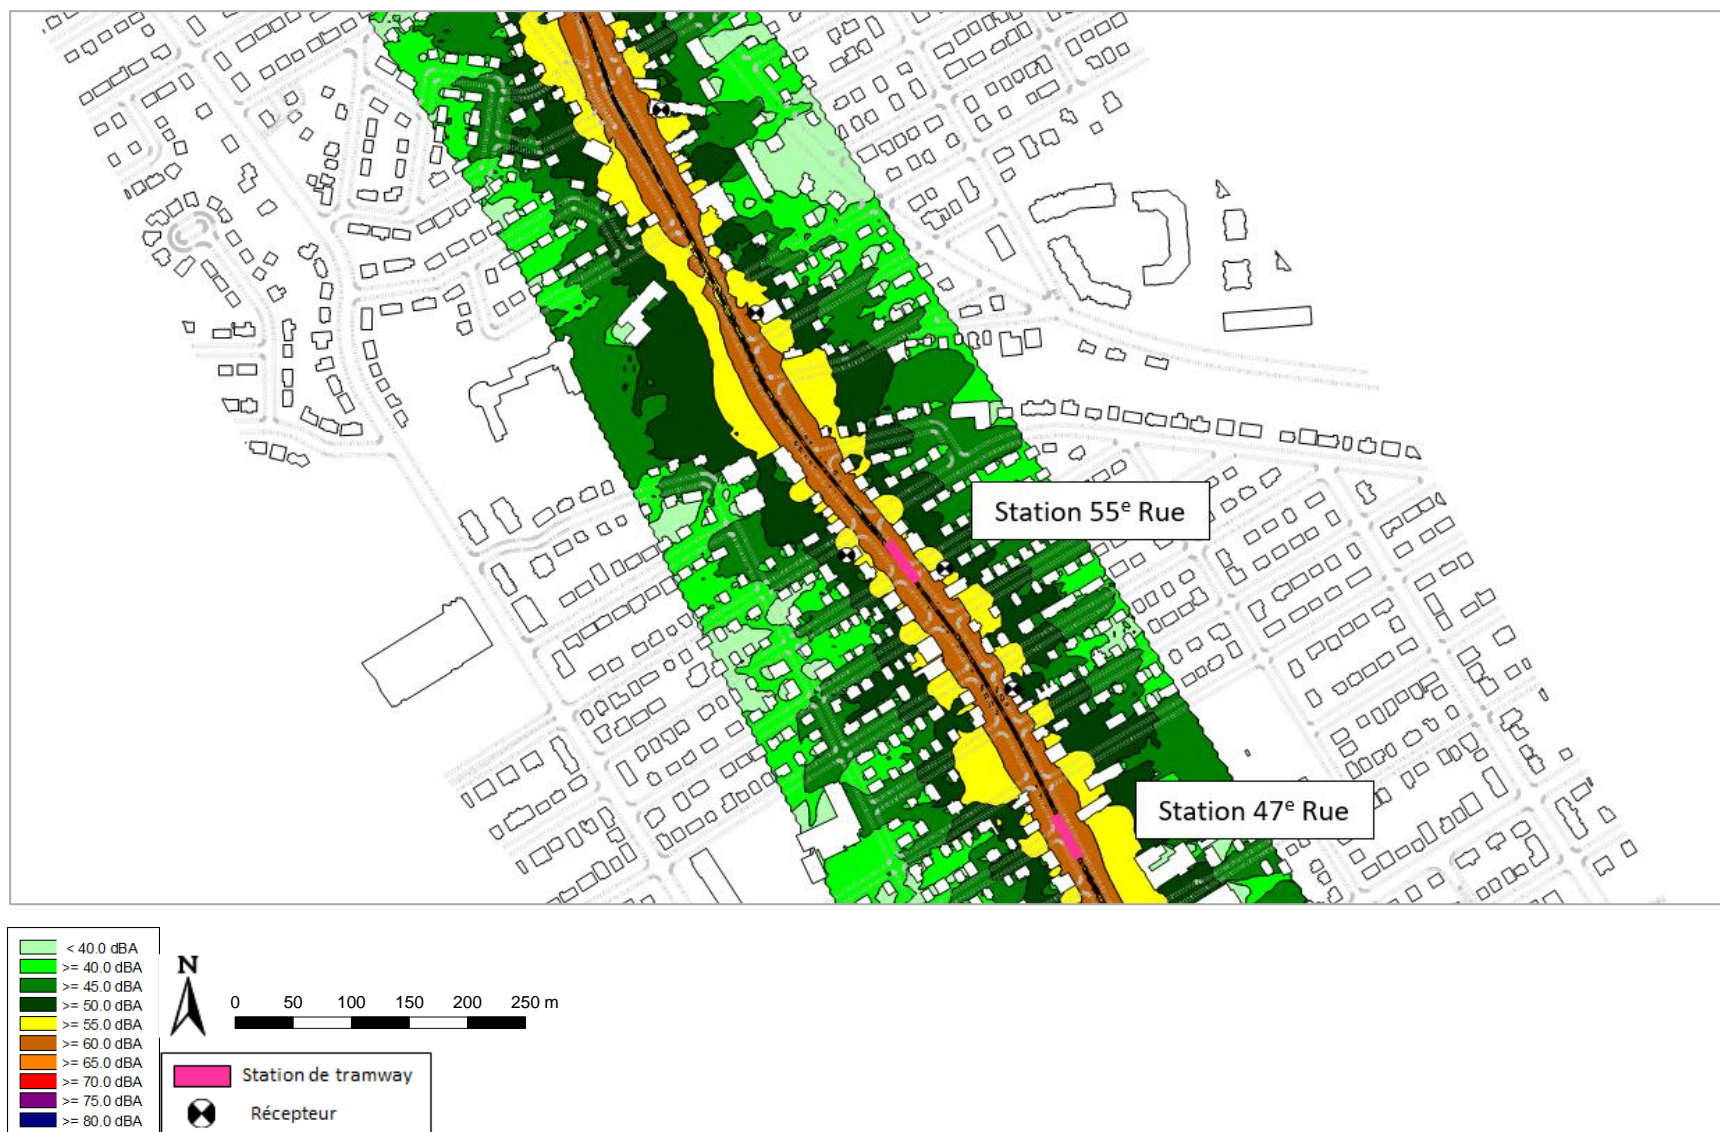 Station 55e Rue
Station 47e Rue
< 40.0 dBA
>= 40.0 dBA
>= 45.0 dBA
>= 50.0 dBA
>= 55.0 dBA
>= 60.0 dBA
>= 65.0 dBA
>= 70.0 dBA
>= 75.0 dBA
>= 80.0 dBA
N
0 50 100 150 200 250 m
Station de tramway
Récepteur